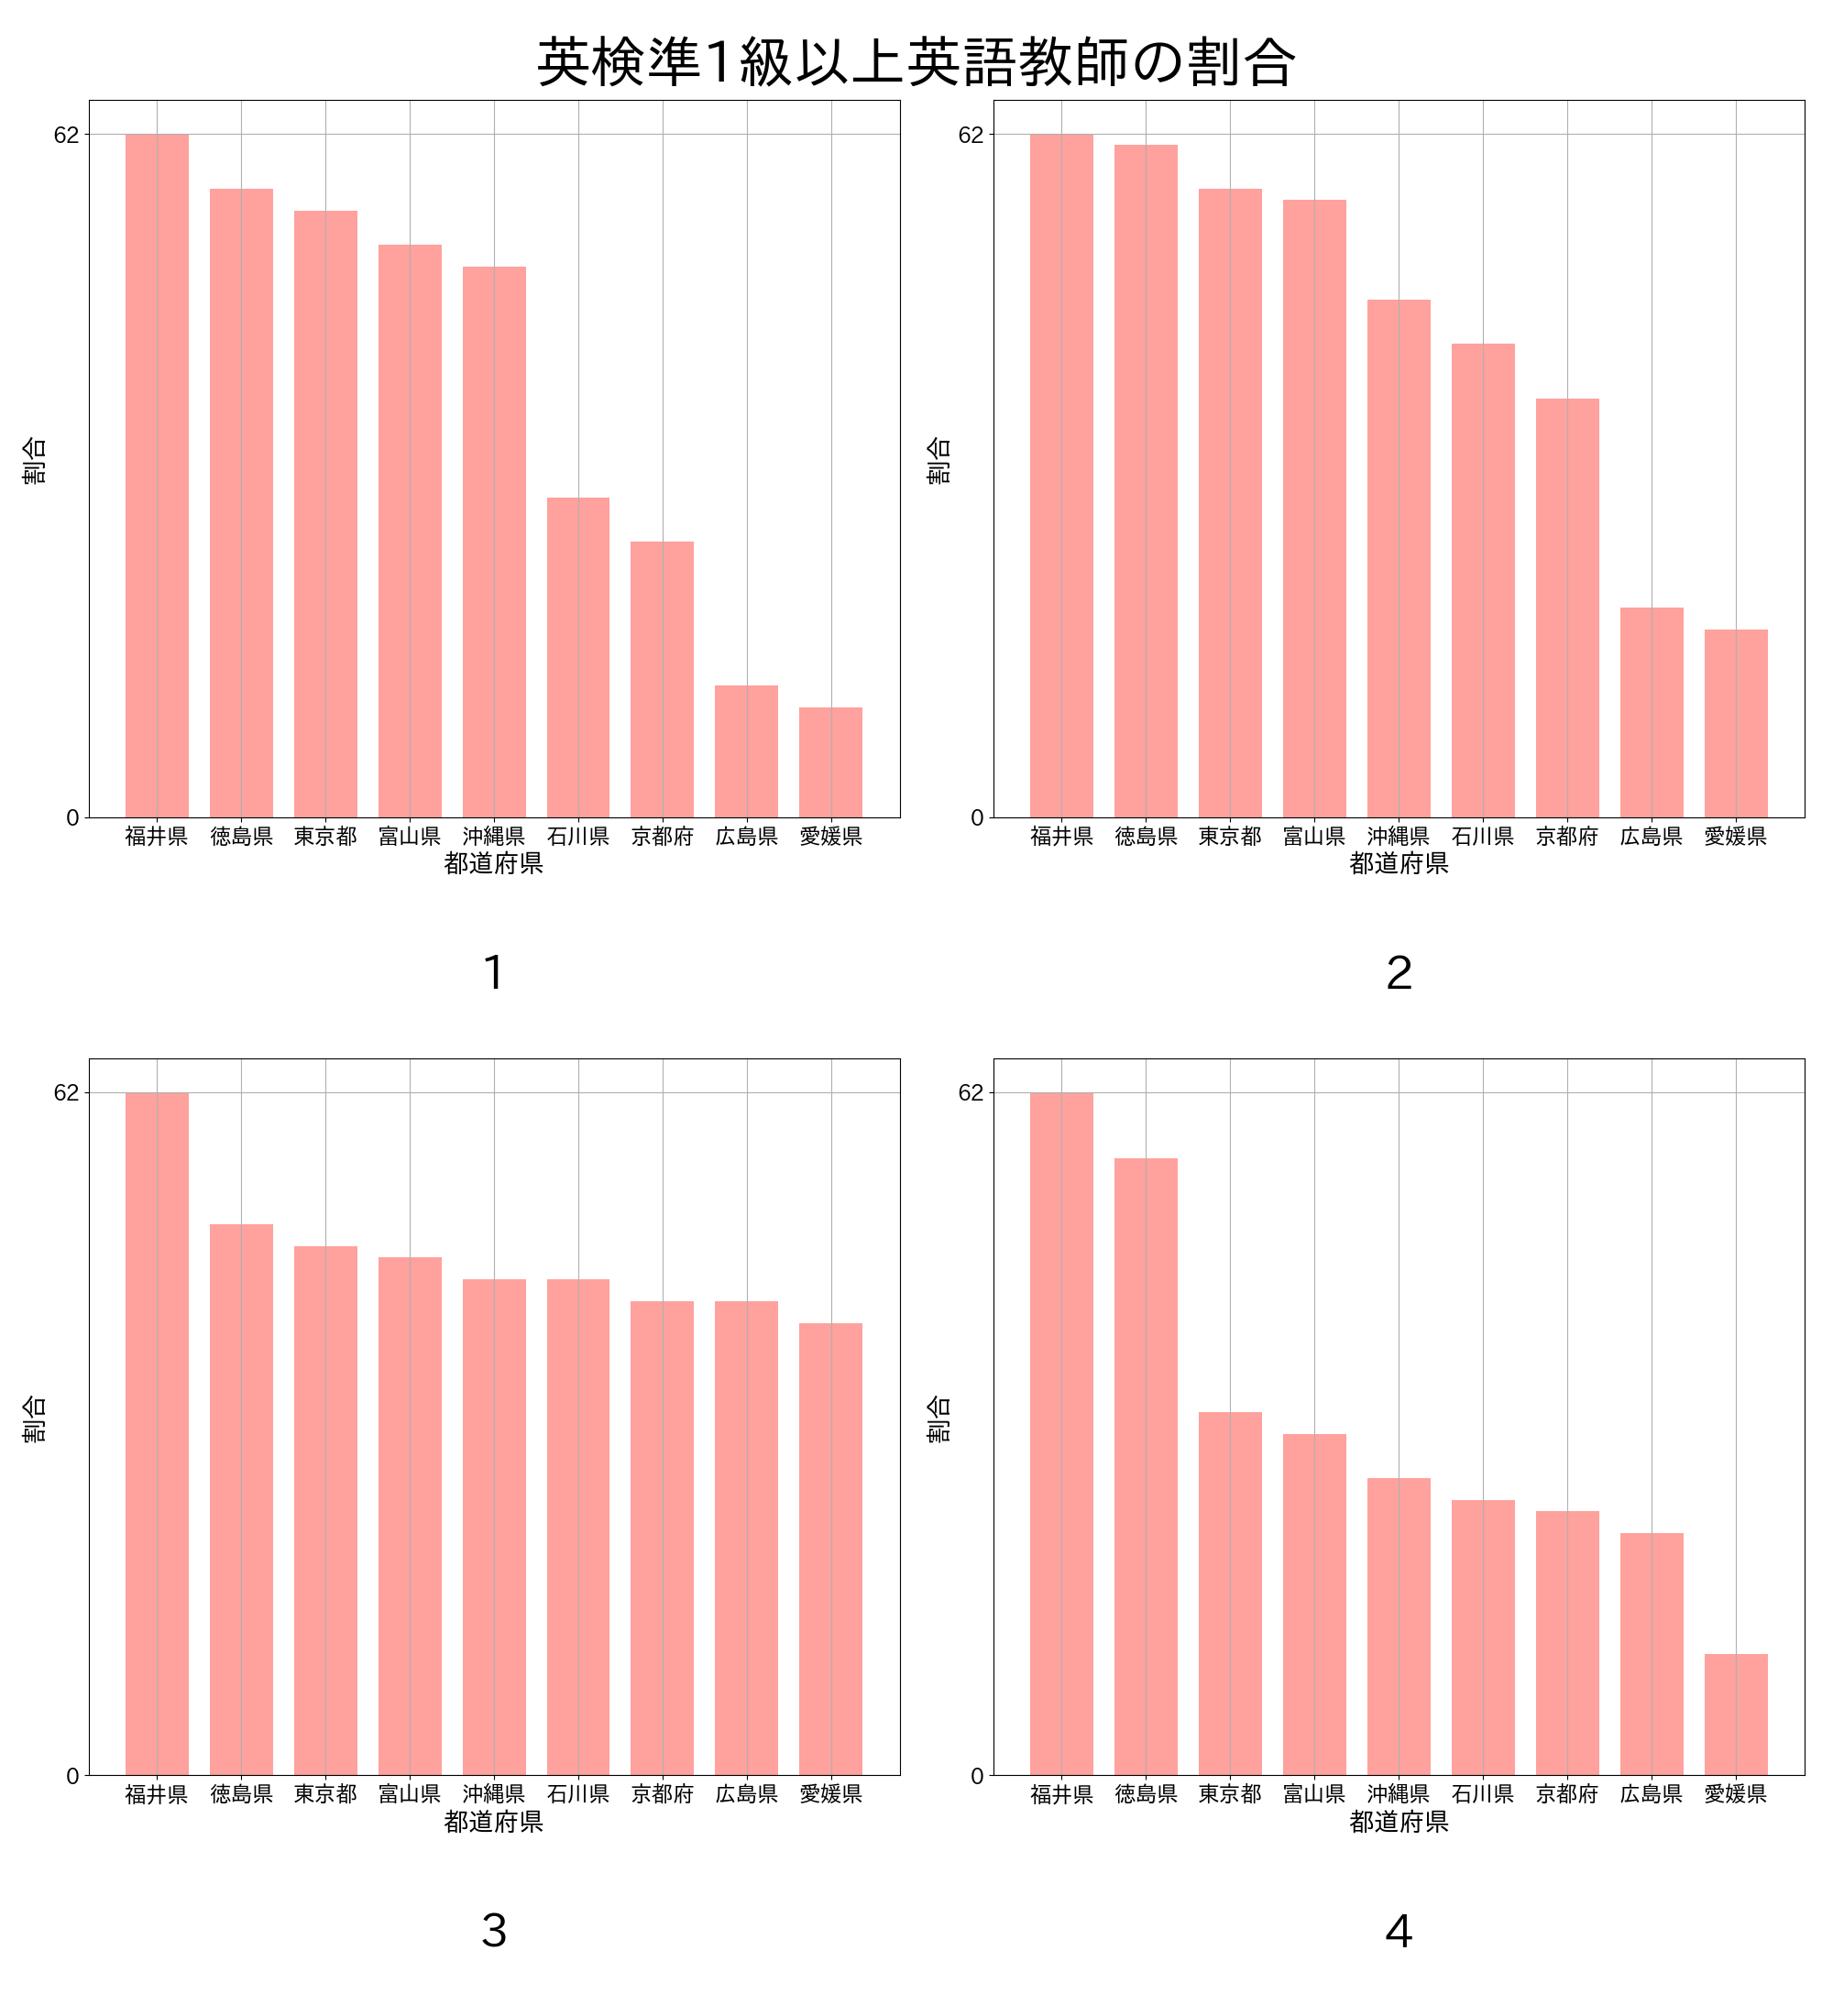 英検準1級以上英語教師の割合
62
0
割合
福井県 徳島県 東京都 富山県 沖縄県 石川県 京都府 広島県 愛媛県
都道府県
1
62
0
割合
福井県 徳島県 東京都 富山県 沖縄県 石川県 京都府 広島県 愛媛県
都道府県
2
62
0
割合
福井県 徳島県 東京都 富山県 沖縄県 石川県 京都府 広島県 愛媛県
都道府県
3
62
0
割合
福井県 徳島県 東京都 富山県 沖縄県 石川県 京都府 広島県 愛媛県
都道府県
4